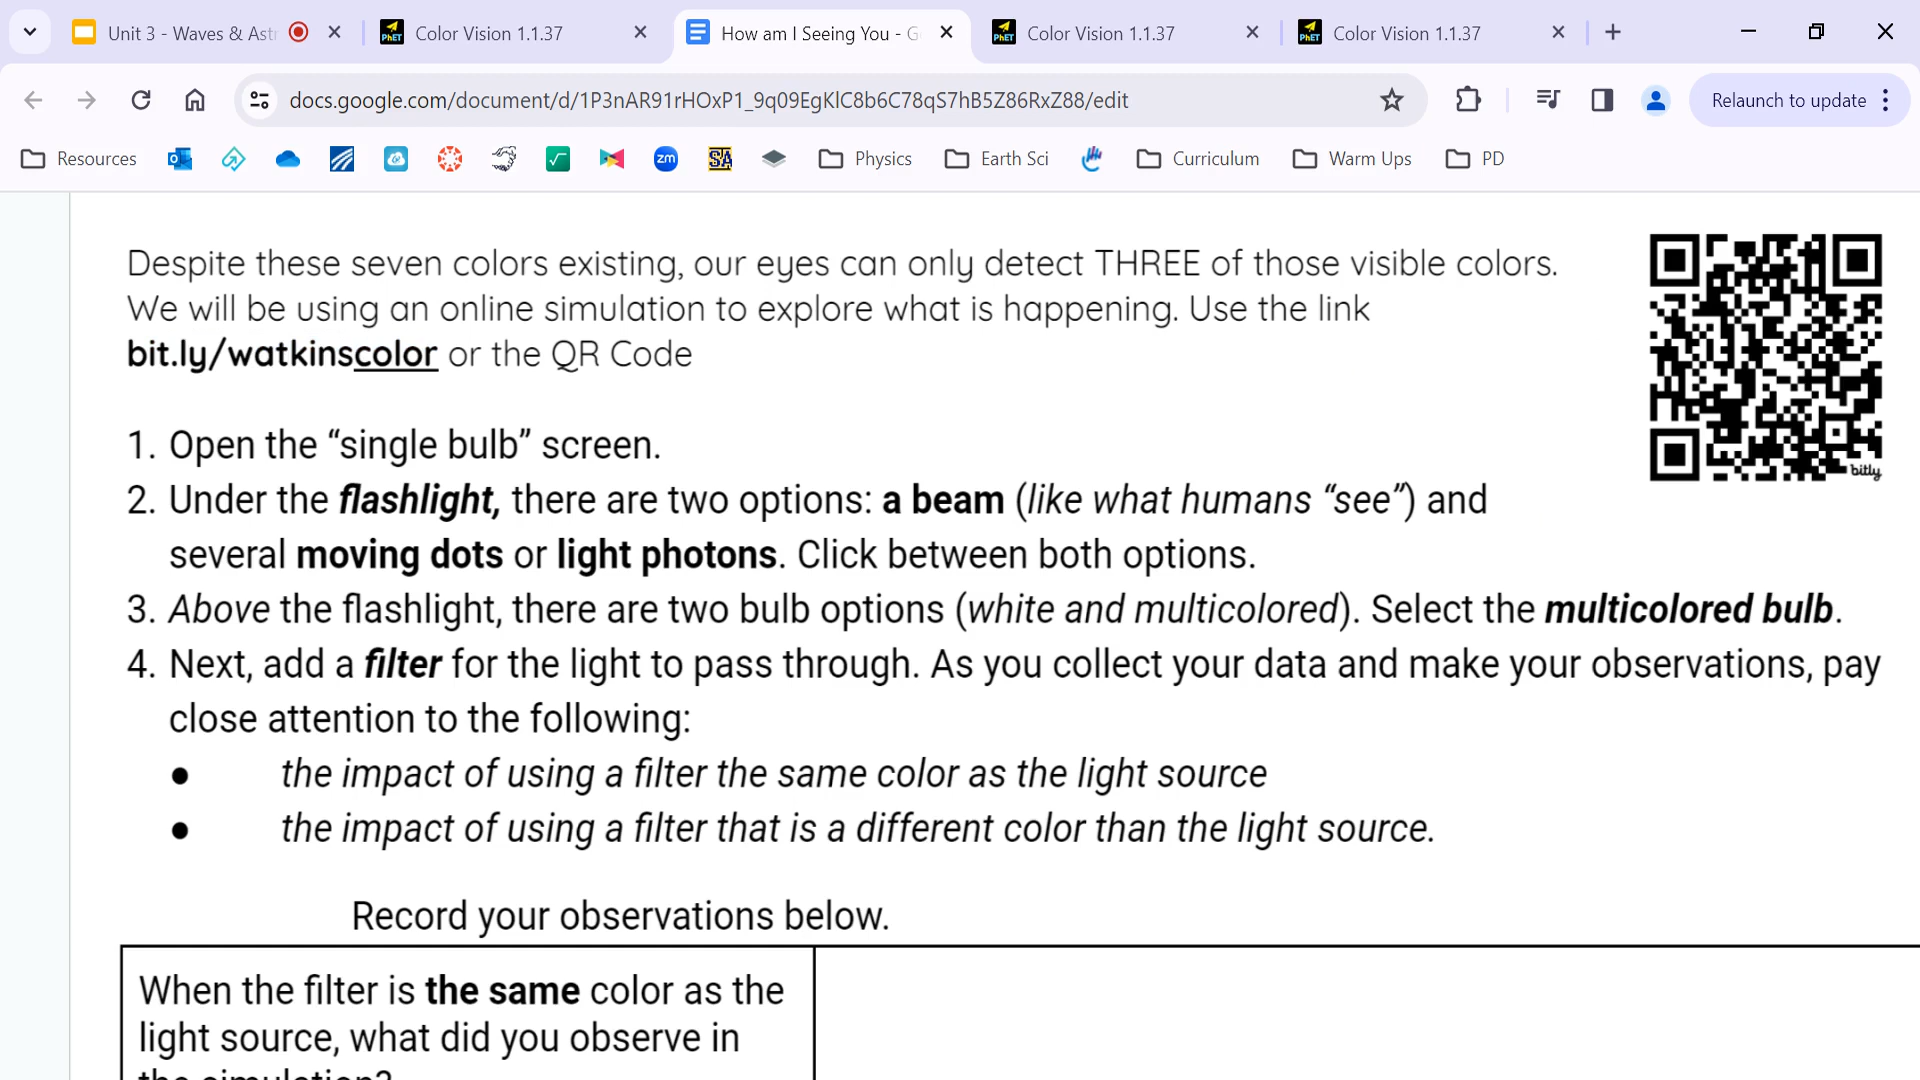 Unit 3 - Waves & Astr
Color Vision 1.1.37
How am I Seeing You - G
Color Vision 1.1.37
Color Vision 1.1.37
docs.google.com/document/d/1P3nAR91rHOxP1_9q09EgKlC8b6C78qS7hB5Z86RxZ88/edit
Relaunch to update
Resources
zm
SA
Physics
Earth Sci
Curriculum
Warm Ups
PD
Despite these seven colors existing, our eyes can only detect THREE of those visible colors.
We will be using an online simulation to explore what is happening. Use the link
bit.ly/watkinscolor or the QR Code
bitly
1. Open the “single bulb” screen.
2. Under the flashlight, there are two options: a beam (like what humans “see”) and
several moving dots or light photons. Click between both options.
3. Above the flashlight, there are two bulb options (white and multicolored). Select the multicolored bulb.
4. Next, add a filter for the light to pass through. As you collect your data and make your observations, pay
close attention to the following:
● the impact of using a filter the same color as the light source
● the impact of using a filter that is a different color than the light source.
Record your observations below.
When the filter is the same color as the
light source, what did you observe in
the simulation?